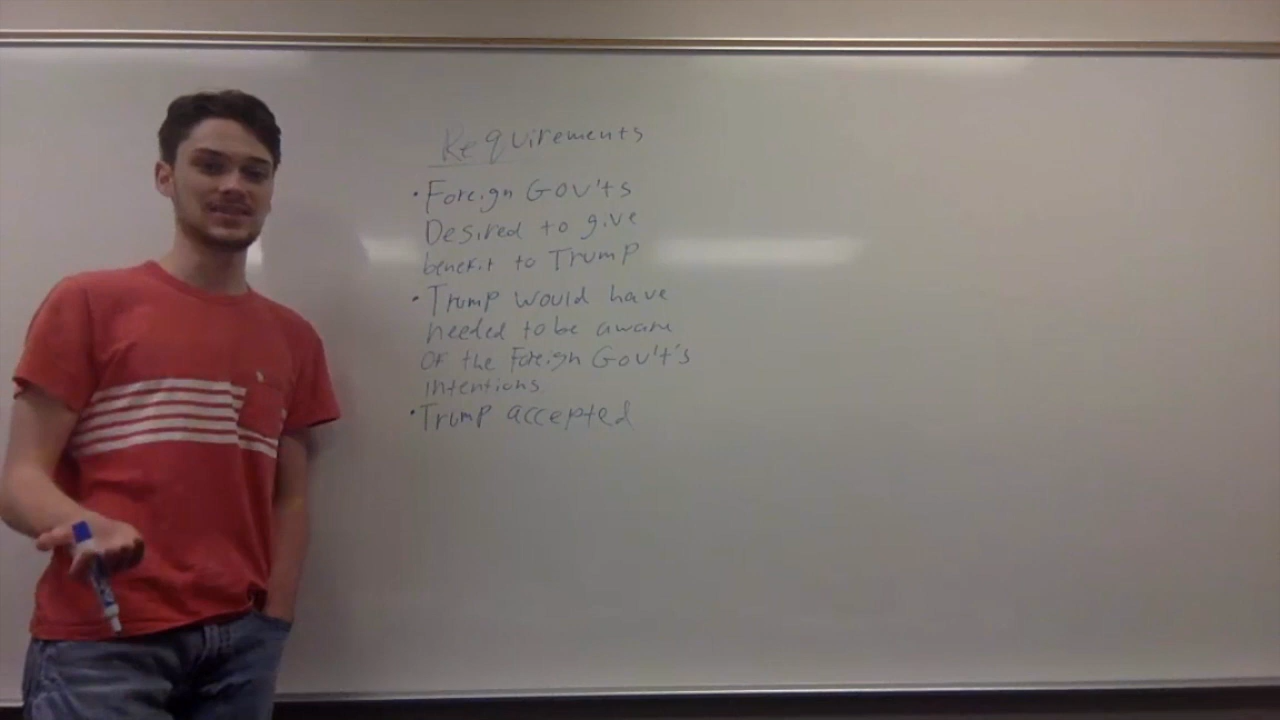 Requirements
• Foreign Gov'ts
Desired to give
benefit to Trump
• Trump would have
needed to be aware
of the Foreign Gov't's
intentions
• Trump accepted